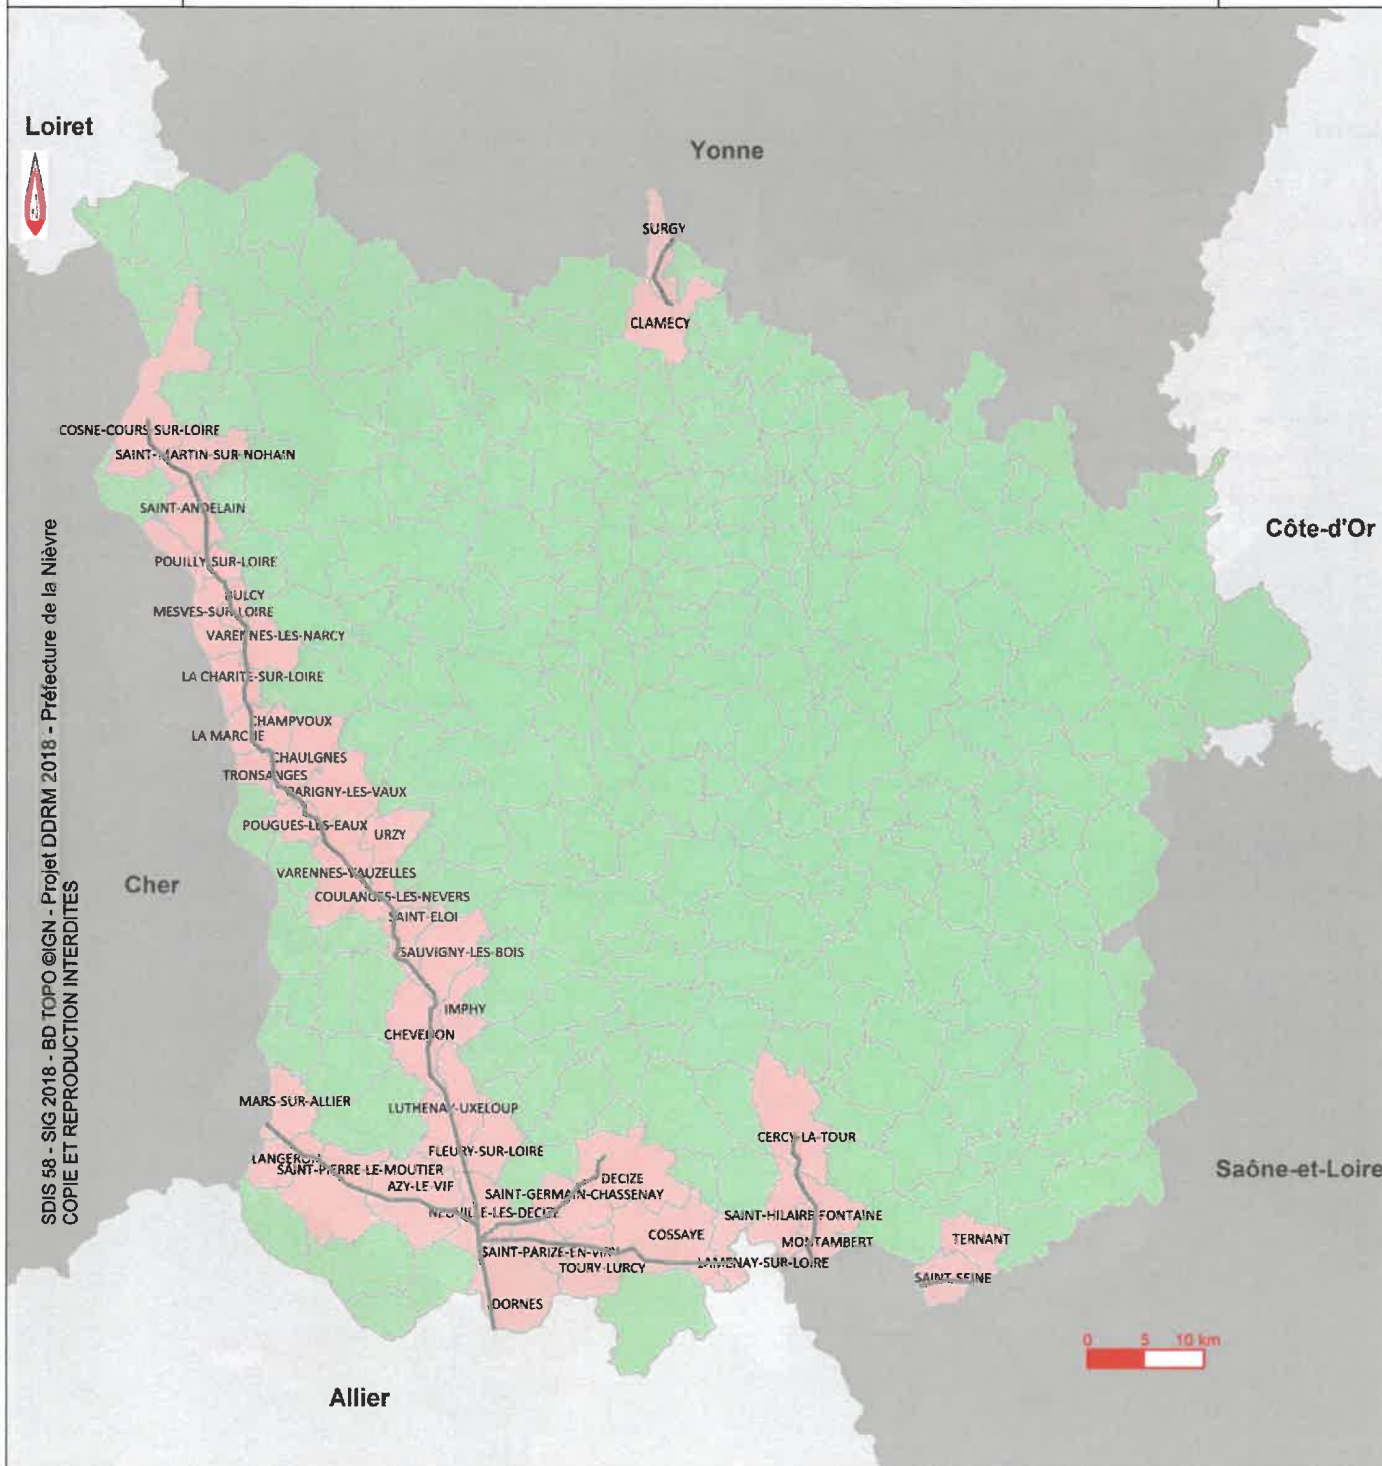 Loiret
Yonne
SURGY
CLAMECY
COSNE-COURS-SUR-LOIRE
SAINT-MARTIN-SUR-NOHAIN
SAINT-ANDELAIN
Côte-d'Or
POUILLY-SUR-LOIRE
BULCY
MESVES-SUR-LOIRE
VARENNES-LES-NARCY
LA CHARITE-SUR-LOIRE
CHAMPVOUX
LA MARCHE
CHAULGNES
TRONSANGES
PARIGNY-LES-VAUX
POUGUES-LES-EAUX
URZY
VARENNES-VAUZELLES
Cher
COULANGES-LES-NEVERS
SAINT-ELOI
SAUVIGNY-LES-BOIS
IMPHY
CHEVENON
MARS-SUR-ALLIER
LUTHENAY-UXELOUP
CERCY-LA-TOUR
FLEURY-SUR-LOIRE
LANGERON
SAINT-PIERRE-LE-MOUTIER
Saône-et-Loire
DECIZE
AZY-LE-VIF
SAINT-GERMAIN-CHASSENAY
NEUVILLE-LES-DECIZE
SAINT-HILAIRE-FONTAINE
COSSAYE
MONTAMBERT
TERNANT
SAINT-PARIZE-EN-VIRY
LAMENAY-SUR-LOIRE
TOURY-LURCY
SAINT-SEINE
DORNES
0 5 10 km
Allier
SDIS 58 - SIG 2018 - BD TOPO ©IGN - Projet DDRM 2018 - Préfecture de la Nièvre
COPIE ET REPRODUCTION INTERDITES